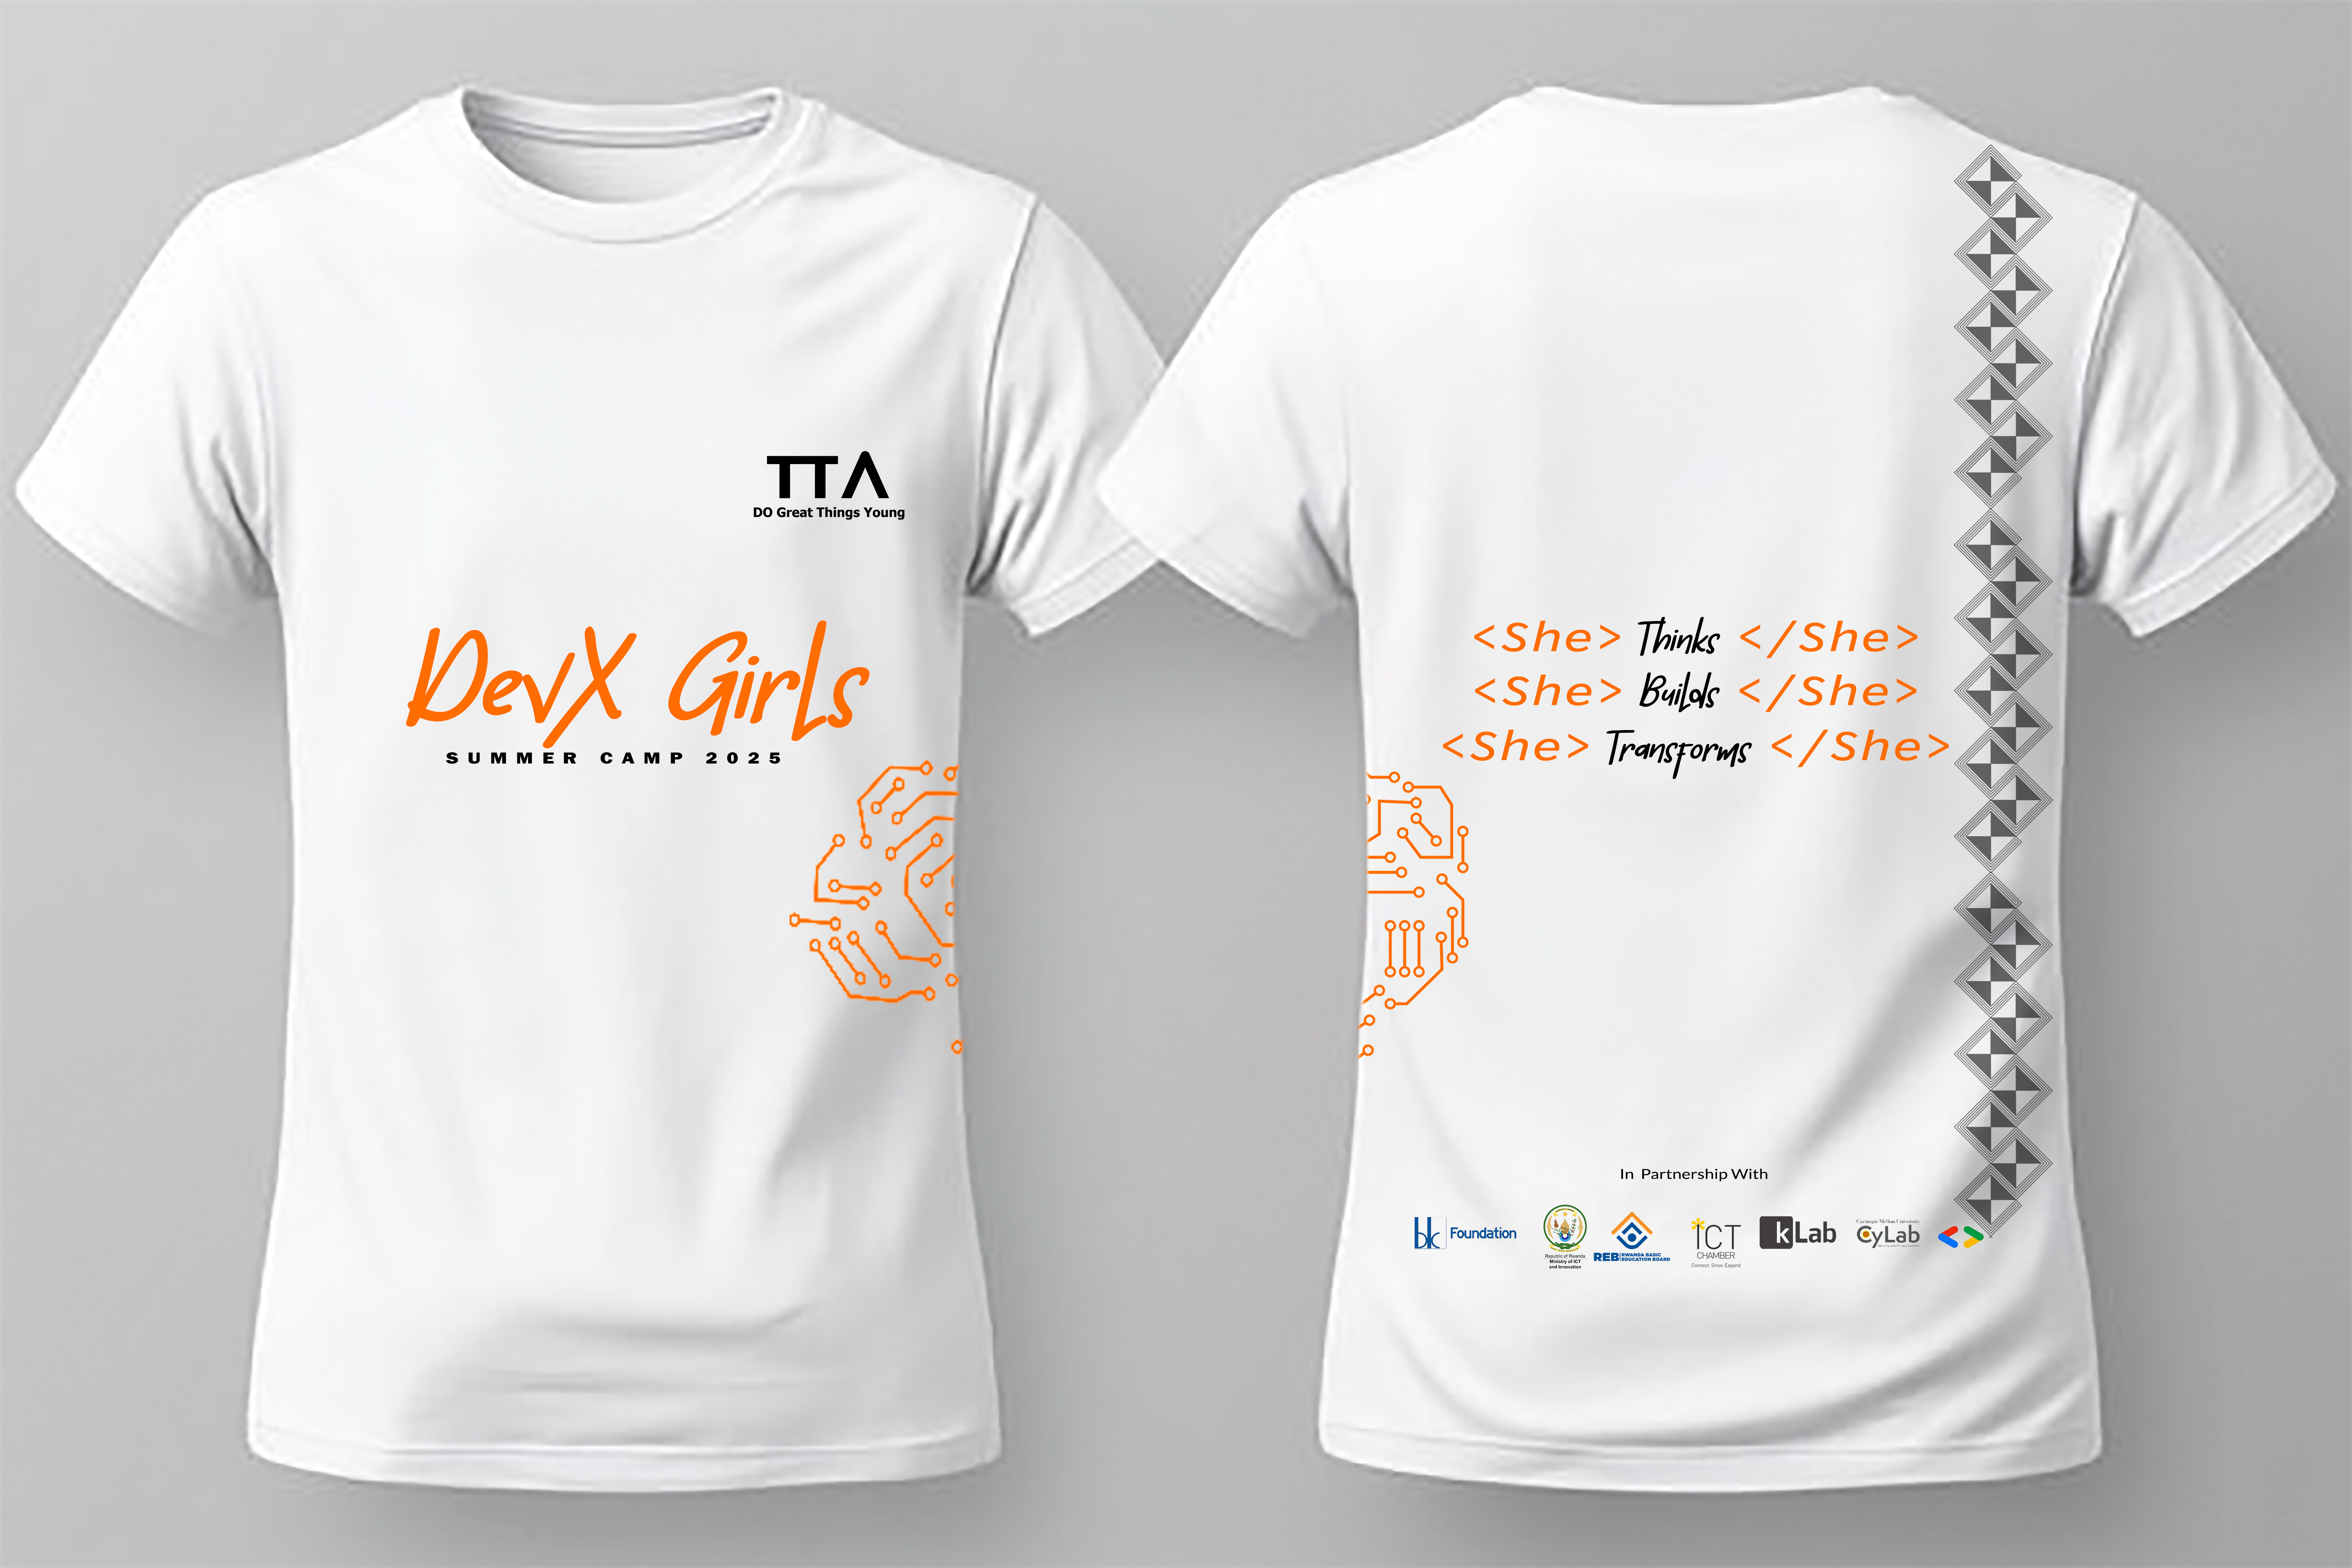 TTA
DO Great Things Young
DevX Girls
SUMMER CAMP 2025
<She> Thinks </She>
<She> Builds </She>
<She> Transforms </She>
In Partnership With
bk Foundation
Republic of Rwanda
Ministry of ICT
and Innovation
REB RWANDA BASIC
EDUCATION BOARD
iCT
CHAMBER
Connect. Grow. Expand
kLab
Carnegie Mellon University
CyLab